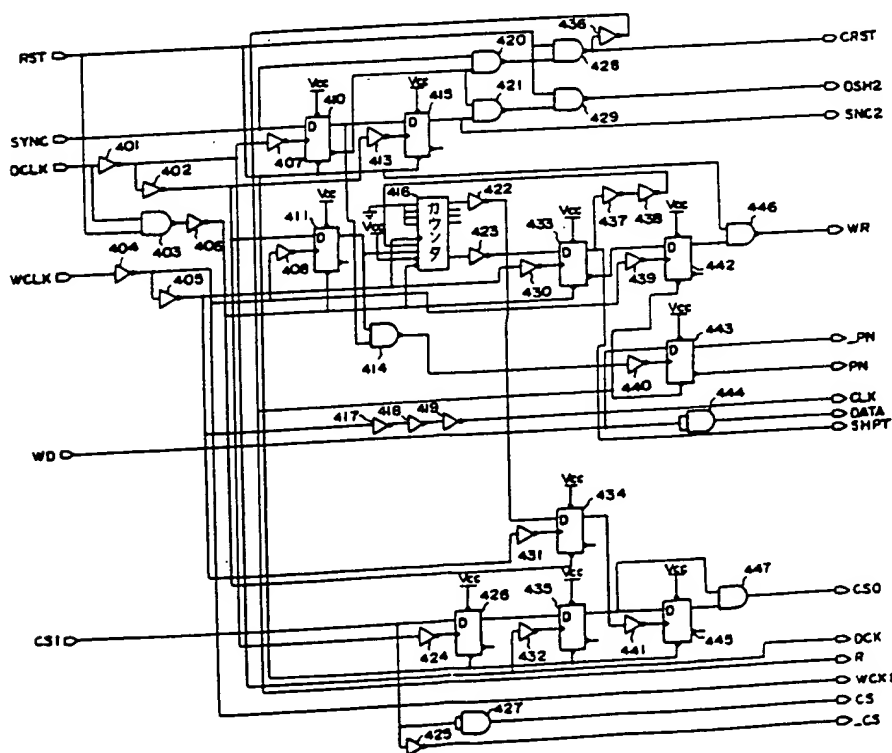 436
420
RST
CRST
428
Vcc
410
415
421
DSH2
429
SNC2
SYNC
D
D
401
407
413
DCLK
402
416
422
Vcc
411
カウンタ
Vcc
433
Vcc
437
438
Vcc
446
WR
403
406
D
423
D
D
404
408
WCLK
405
430
439
442
414
Vcc
443
D
_PN
440
PN
444
CLK
417
418
419
DATA
SHPT
WD
Vcc
434
D
431
Vcc
426
Vcc
435
Vcc
447
CSO
D
D
D
CSI
424
432
441
445
DCK
R
427
CS
425
_CS